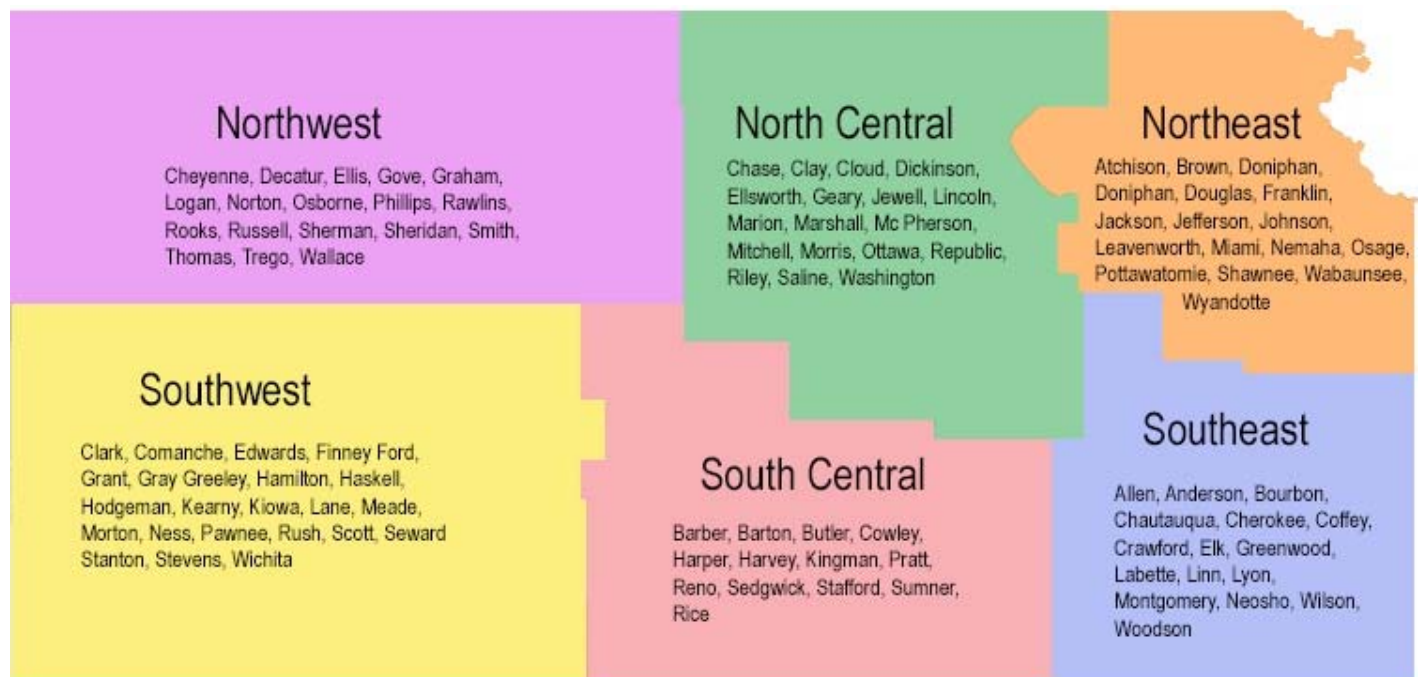 Northwest
Cheyenne, Decatur, Ellis, Gove, Graham,
Logan, Norton, Osborne, Phillips, Rawlins,
Rooks, Russell, Sherman, Sheridan, Smith,
Thomas, Trego, Wallace
North Central
Chase, Clay, Cloud, Dickinson,
Ellsworth, Geary, Jewell, Lincoln,
Marion, Marshall, Mc Pherson,
Mitchell, Morris, Ottawa, Republic,
Riley, Saline, Washington
Northeast
Atchison, Brown, Doniphan,
Doniphan, Douglas, Franklin,
Jackson, Jefferson, Johnson,
Leavenworth, Miami, Nemaha, Osage,
Pottawatomie, Shawnee, Wabaunsee,
Wyandotte
Southwest
Clark, Comanche, Edwards, Finney Ford,
Grant, Gray Greeley, Hamilton, Haskell,
Hodgeman, Kearny, Kiowa, Lane, Meade,
Morton, Ness, Pawnee, Rush, Scott, Seward
Stanton, Stevens, Wichita
South Central
Barber, Barton, Butler, Cowley,
Harper, Harvey, Kingman, Pratt,
Reno, Sedgwick, Stafford, Sumner,
Rice
Southeast
Allen, Anderson, Bourbon,
Chautauqua, Cherokee, Coffey,
Crawford, Elk, Greenwood,
Labette, Linn, Lyon,
Montgomery, Neosho, Wilson,
Woodson